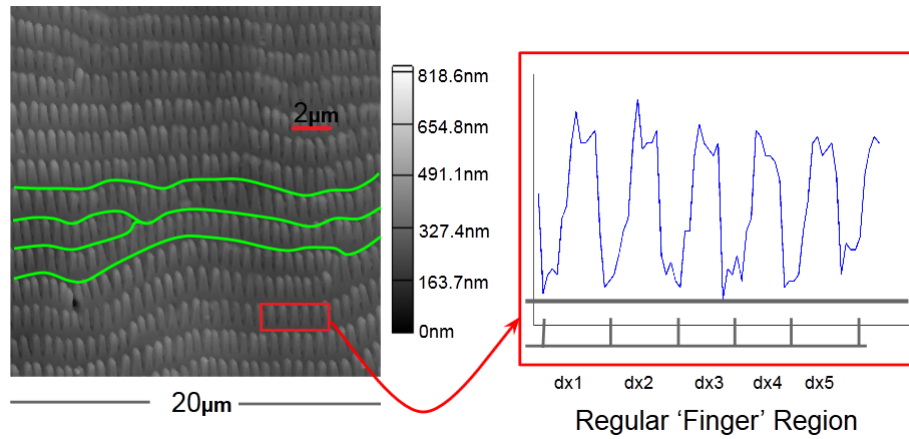 2µm
818.6nm
654.8nm
491.1nm
327.4nm
163.7nm
0nm
20µm
dx1 dx2 dx3 dx4 dx5
Regular ‘Finger’ Region